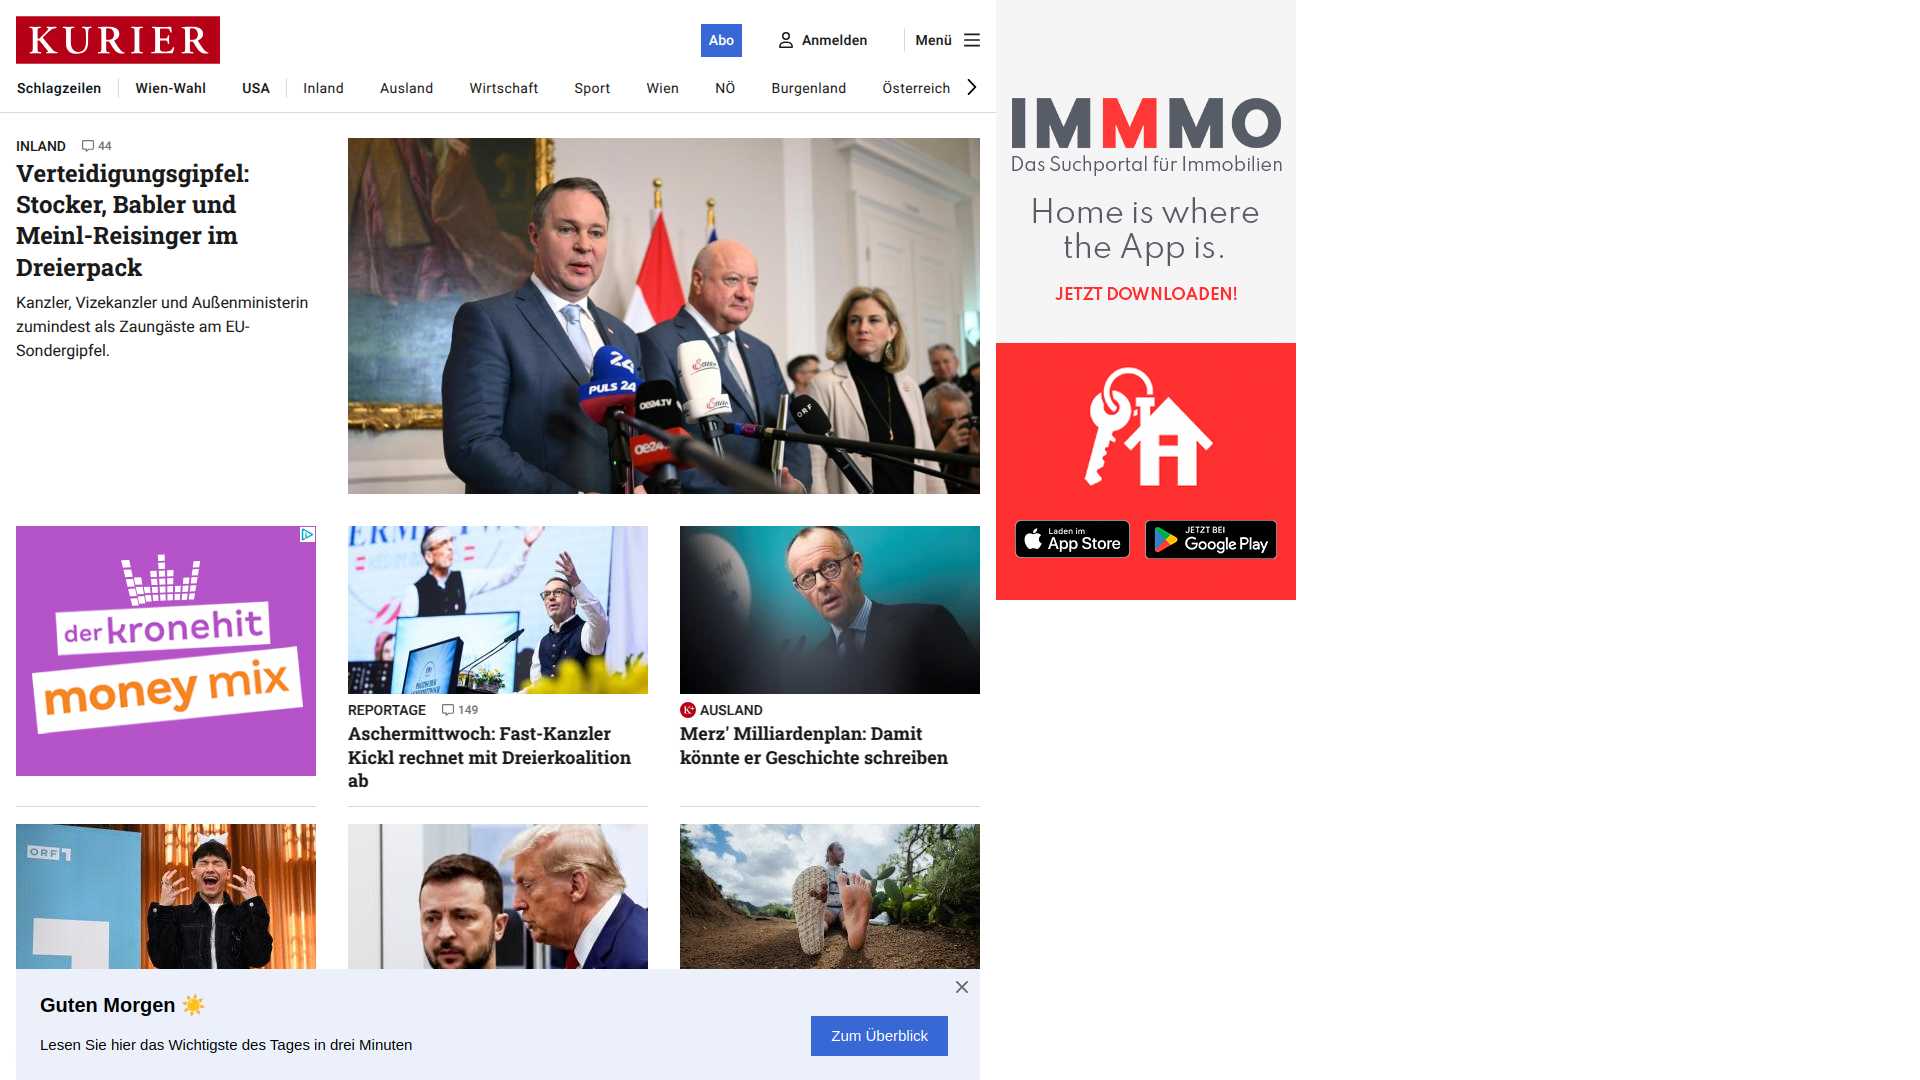 KURIER
Abo
Anmelden
Menü
Schlagzeilen
Wien-Wahl
USA
Inland
Ausland
Wirtschaft
Sport
Wien
NÖ
Burgenland
Österreich
INLAND 44
Verteidigungsgipfel:
Stocker, Babler und
Meinl-Reisinger im
Dreierpack
Kanzler, Vizekanzler und Außenministerin
zumindest als Zaungäste am EU-
Sondergipfel.
24
PULS 24
oe24.TV
oe24
ORF
IMMMO
Das Suchportal für Immobilien
Home is where
the App is.
JETZT DOWNLOADEN!
Laden im
App Store
JETZT BEI
Google Play
der kronehit
money mix
REPORTAGE 149
Aschermittwoch: Fast-Kanzler
Kickl rechnet mit Dreierkoalition
ab
K+ AUSLAND
Merz' Milliardenplan: Damit
könnte er Geschichte schreiben
ORF 1
Guten Morgen ☀️
Lesen Sie hier das Wichtigste des Tages in drei Minuten
Zum Überblick